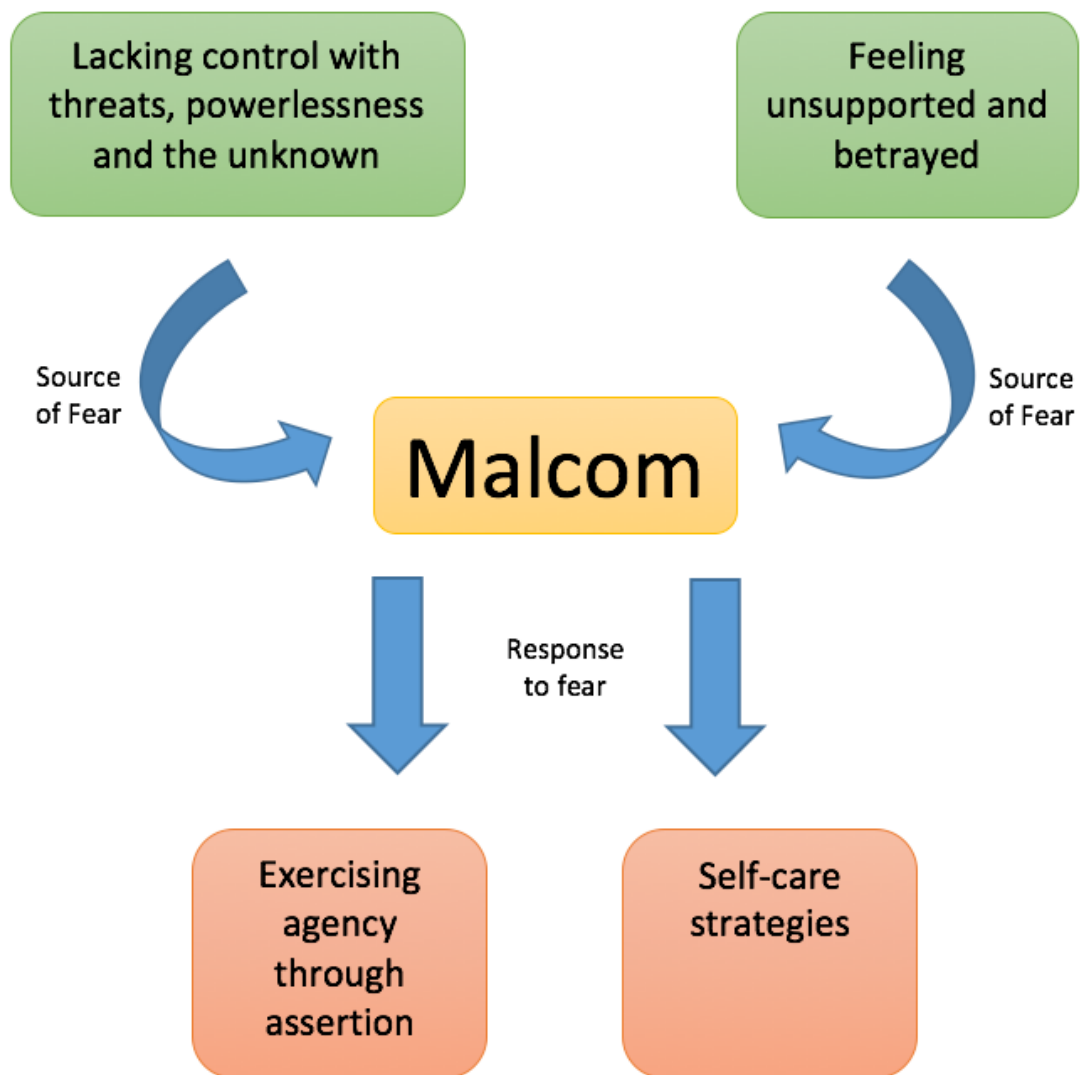 Lacking control with
threats, powerlessness
and the unknown
Feeling
unsupported and
betrayed
Source
of Fear
Source
of Fear
Malcom
Response
to fear
Exercising
agency
through
assertion
Self-care
strategies